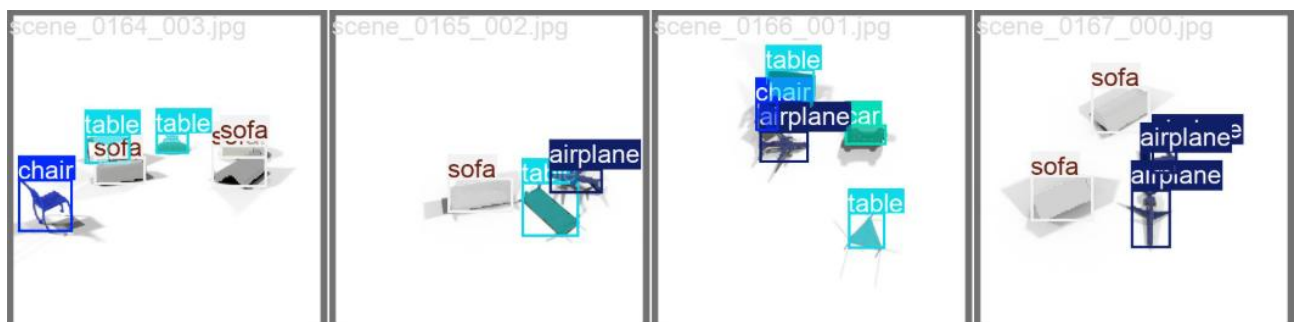 scene_0164_003.jpg
table
table
sofa
sofa
chair
scene_0165_002.jpg
airplane
sofa
scene_0166_001.jpg
table
chair
airplane
car
table
scene_0167_000.jpg
sofa
airplane
sofa
airplane